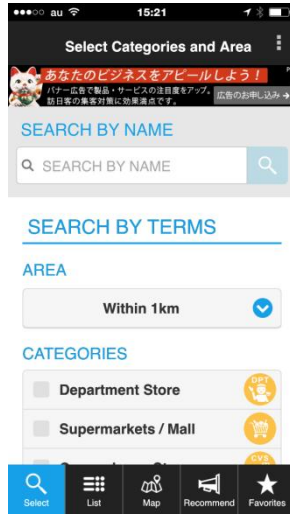 au 15:21
Select Categories and Area
あなたのビジネスをアピールしよう！
バナー広告で製品・サービスの注目度をアップ。
訪日客の集客対策に効果満点です。
広告のお申し込み→
SEARCH BY NAME
SEARCH BY NAME
SEARCH BY TERMS
AREA
Within 1km
CATEGORIES
Department Store
DPT
Supermarkets / Mall
CVS
Select
List
Map
Recommend
Favorites